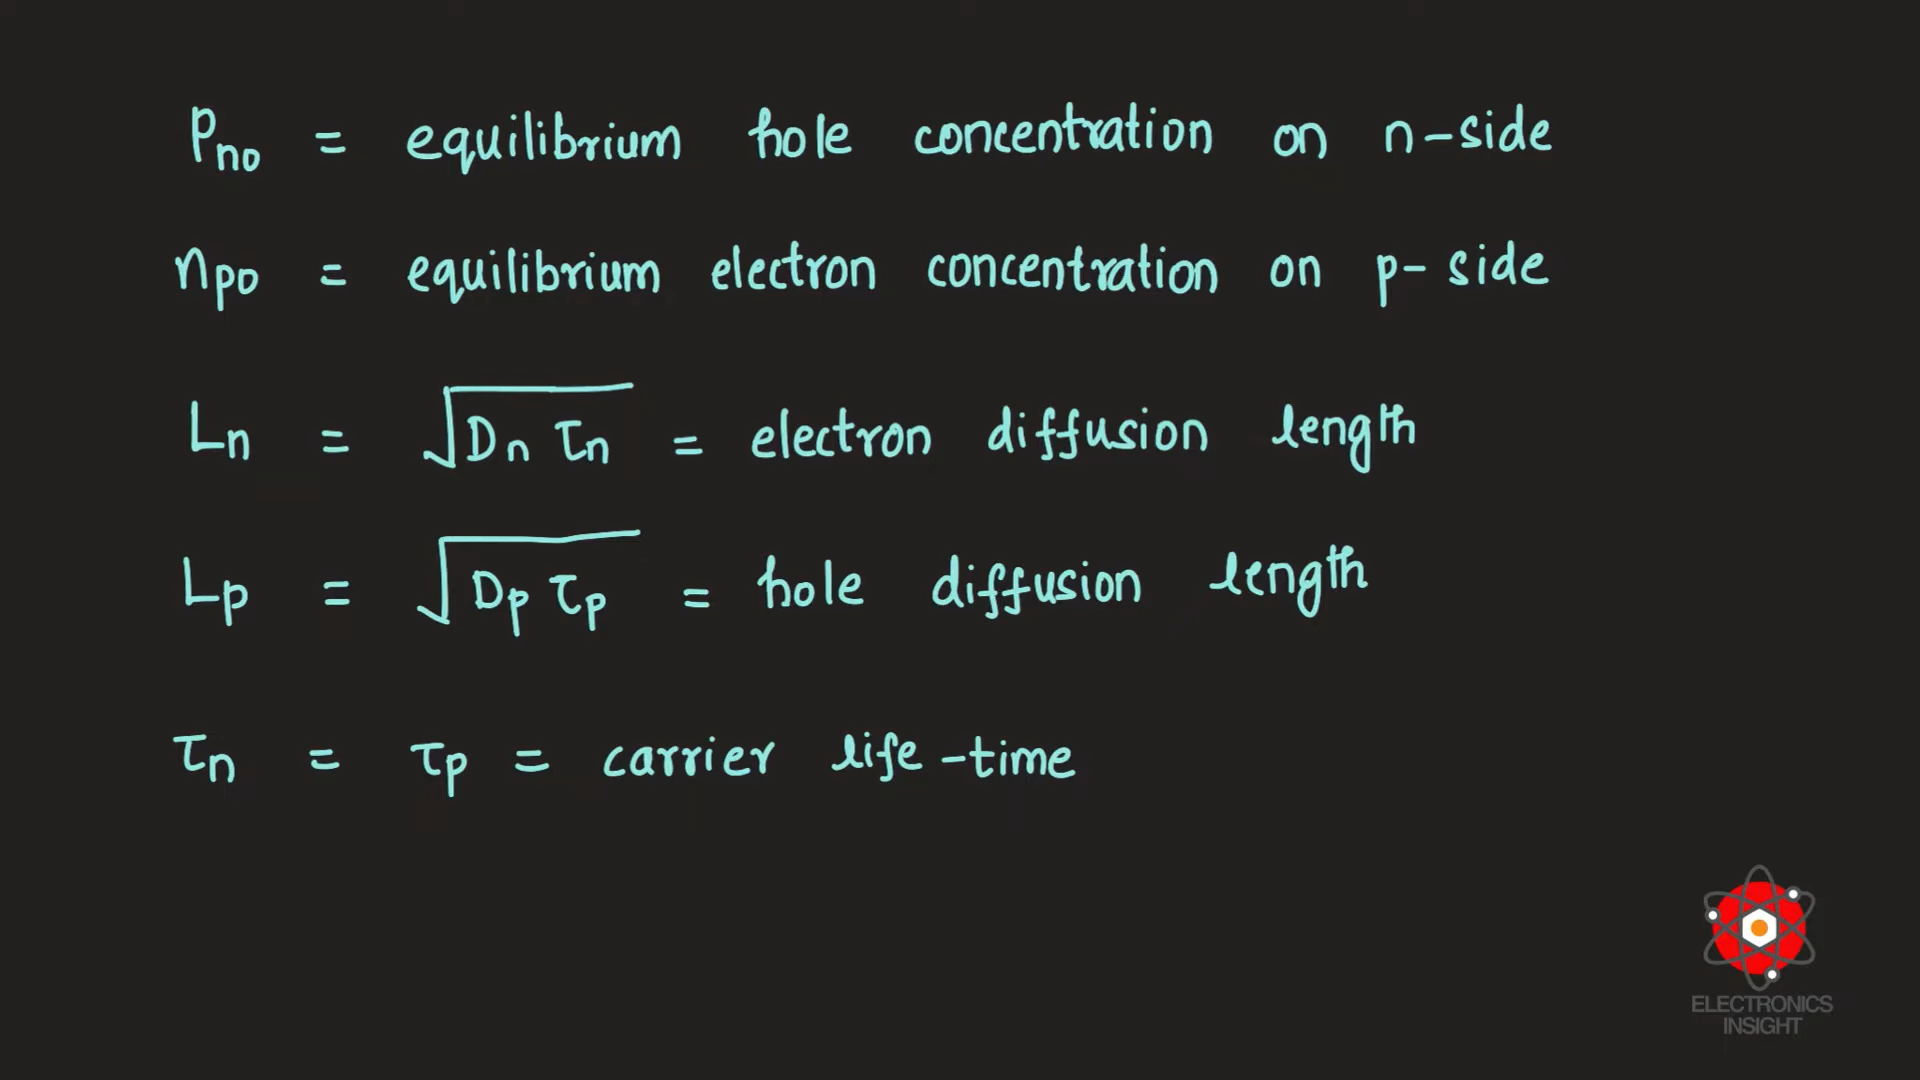 Pno = equilibrium hole concentration on n-side
npo = equilibrium electron concentration on p-side
Ln = √Dn τn = electron diffusion length
Lp = √Dp τp = hole diffusion length
τn = τp = carrier life-time
ELECTRONICS
INSIGHT